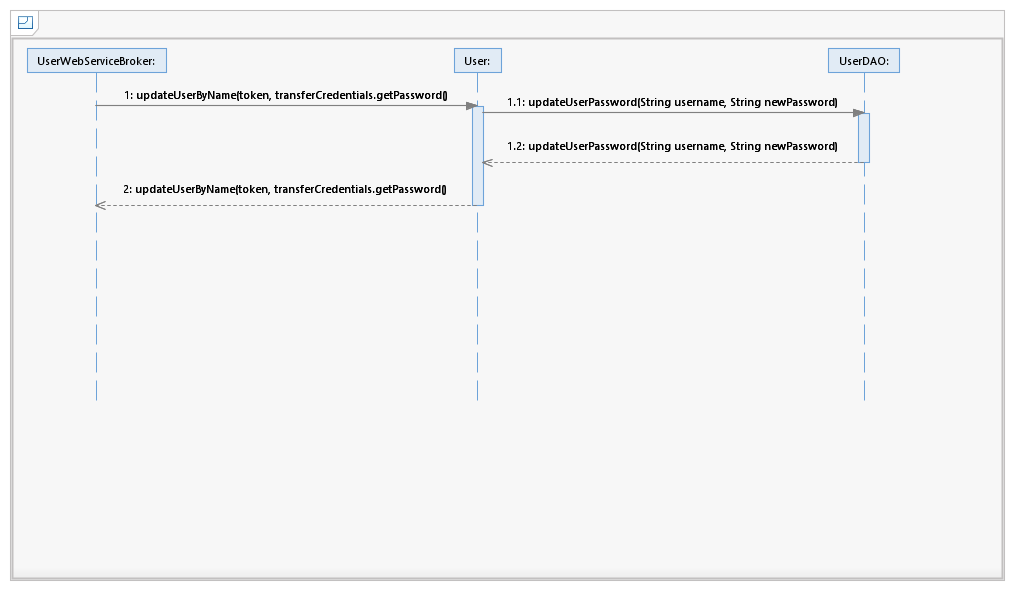 UserWebServiceBroker:
User:
UserDAO:
1: updateUserByName(token, transferCredentials.getPassword()
1.1: updateUserPassword(String username, String newPassword)
1.2: updateUserPassword(String username, String newPassword)
2: updateUserByName(token, transferCredentials.getPassword()